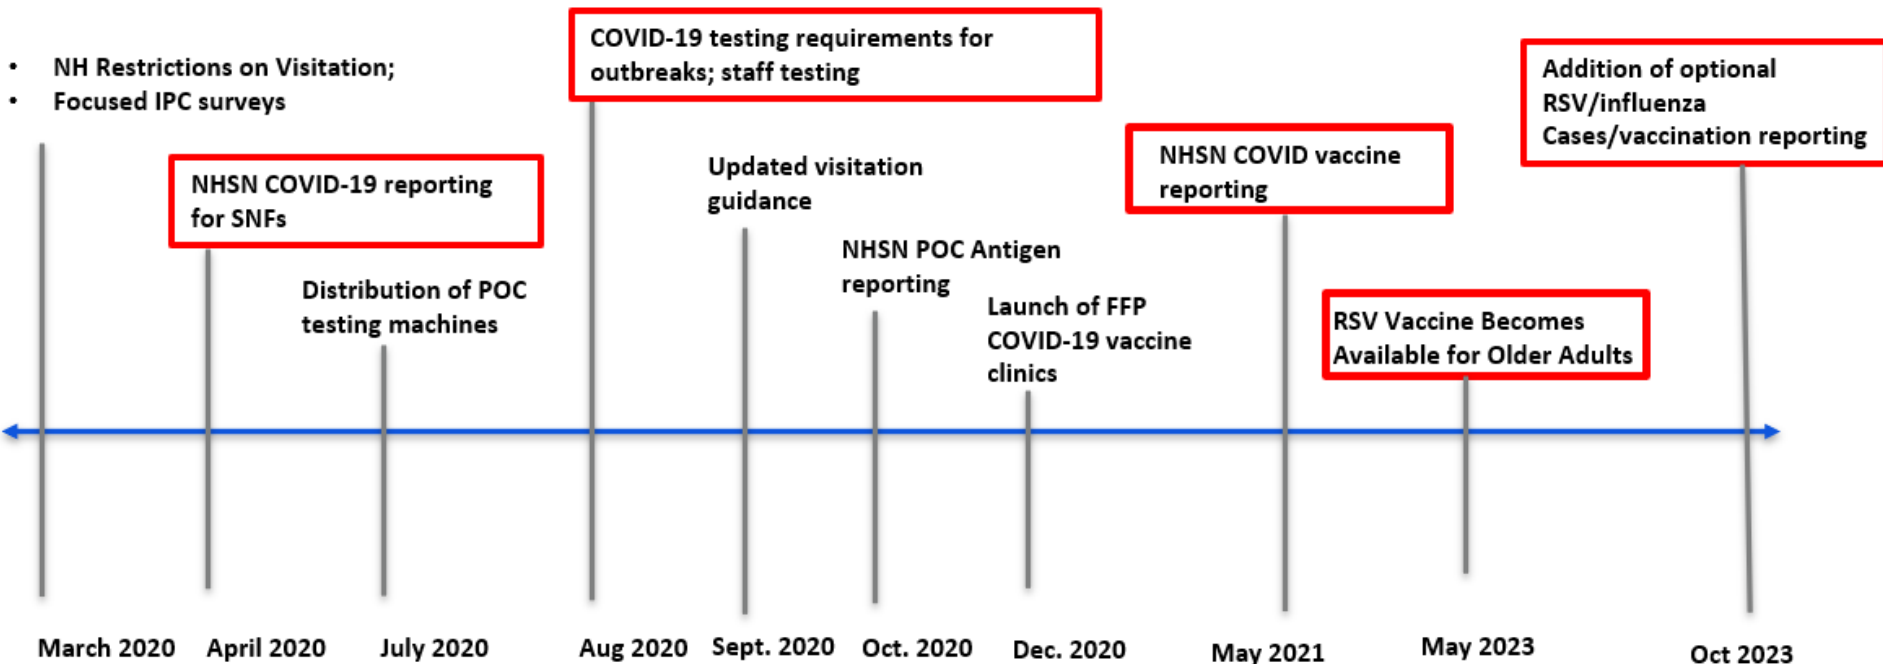 • NH Restrictions on Visitation;
• Focused IPC surveys
NHSN COVID-19 reporting
for SNFs
Distribution of POC
testing machines
COVID-19 testing requirements for
outbreaks; staff testing
Updated visitation
guidance
NHSN POC Antigen
reporting
Launch of FFP
COVID-19 vaccine
clinics
NHSN COVID vaccine
reporting
RSV Vaccine Becomes
Available for Older Adults
Addition of optional
RSV/influenza
Cases/vaccination reporting
March 2020
April 2020
July 2020
Aug 2020
Sept. 2020
Oct. 2020
Dec. 2020
May 2021
May 2023
Oct 2023